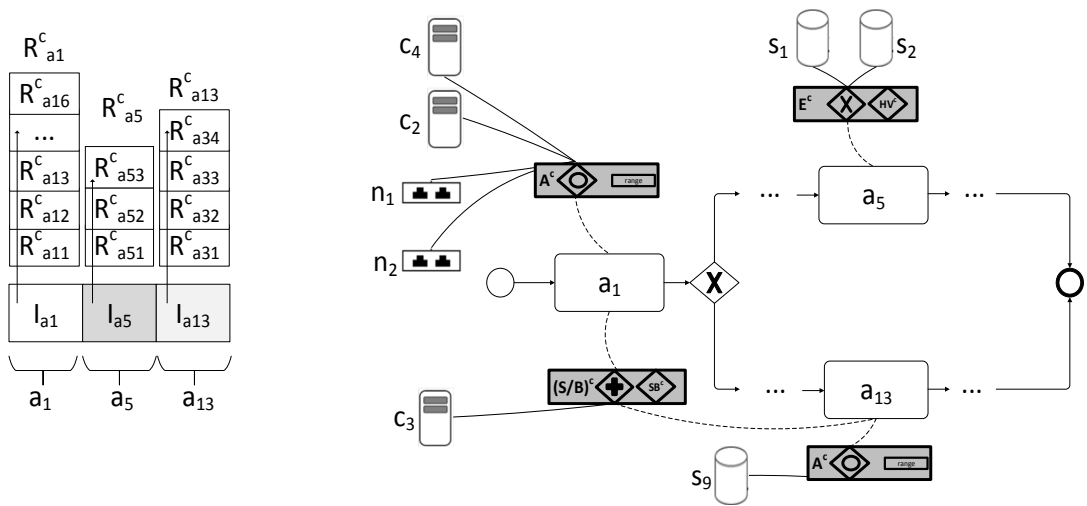 R^c_a1
R^c_a16
...
R^c_a13
R^c_a12
R^c_a11
R^c_a5
R^c_a53
R^c_a52
R^c_a51
R^c_a13
R^c_a34
R^c_a33
R^c_a32
R^c_a31
I_a1 I_a5 I_a13
a_1 a_5 a_13
c_4
c_2
n_1
n_2
A^c range
a_1
X
(S/B)^c SB^c
c_3
s_1 s_2
E^c X HV^c
... a_5 ...
... a_13 ...
A^c range
s_9